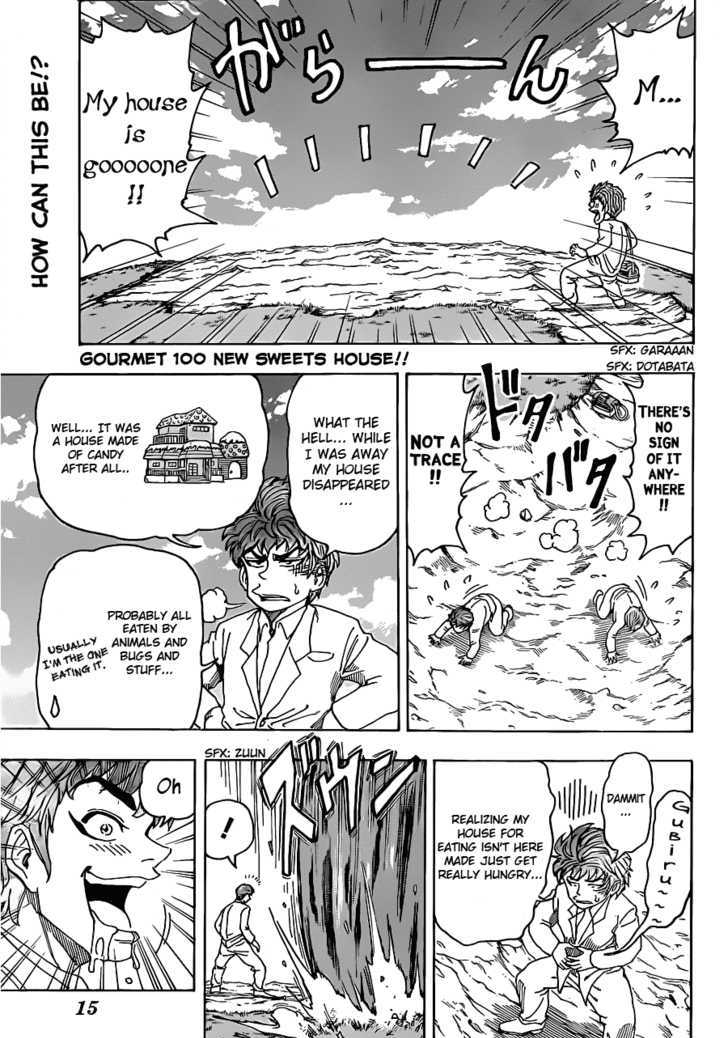 HOW CAN THIS BE!?
M...
がらーん
My house
is
gooooone
!!
GOURMET 100 NEW SWEETS HOUSE!!
SFX: GARAAAN
SFX: DOTABATA
THERE'S
NO
SIGN
OF IT
ANY-
WHERE
!!
ドタ
バタ
NOT A
TRACE
!!
WHAT THE
HELL... WHILE
I WAS AWAY
MY HOUSE
DISAPPEARED
...
WELL... IT WAS
A HOUSE MADE
OF CANDY
AFTER ALL..
PROBABLY ALL
EATEN BY
ANIMALS AND
BUGS AND
STUFF...
USUALLY
I'M THE ONE
EATING IT.
DAMMIT
...
Gubiru~~
REALIZING MY
HOUSE FOR
EATING ISN'T HERE
MADE JUST GET
REALLY HUNGRY...
SFX: ZUUN
ズゥン
!
Oh
15